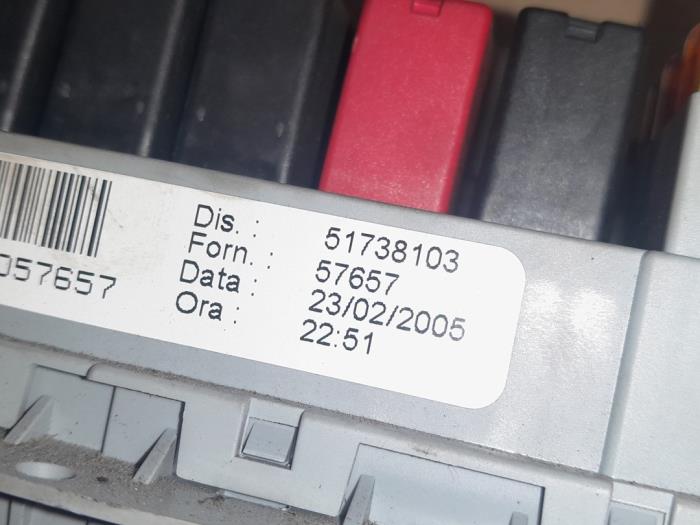 Dis. : 51738103
Forn. : 57657
Data : 23/02/2005
Ora : 22:51
057657